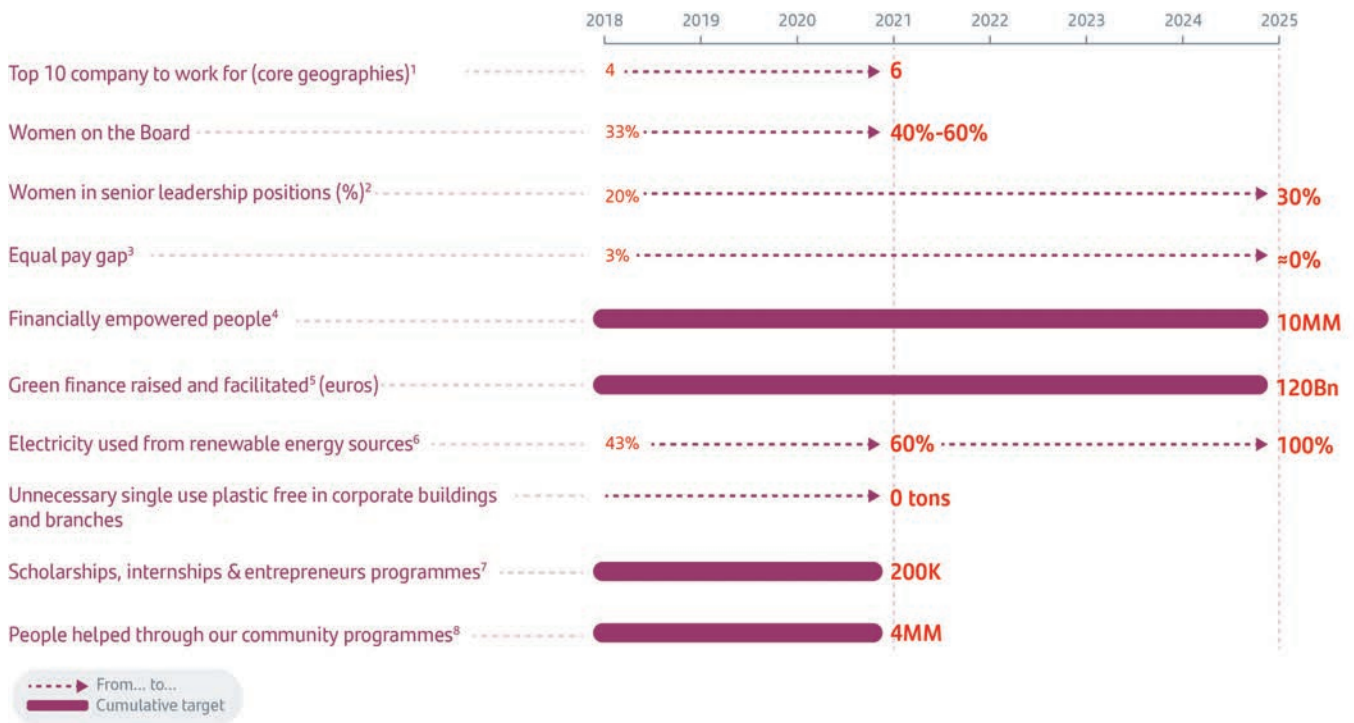 2018 2019 2020 2021 2022 2023 2024 2025
Top 10 company to work for (core geographies)¹ 4 6
Women on the Board 33% 40%-60%
Women in senior leadership positions (%)² 20% 30%
Equal pay gap³ 3% ≈0%
Financially empowered people⁴ 10MM
Green finance raised and facilitated⁵ (euros) 120Bn
Electricity used from renewable energy sources⁶ 43% 60% 100%
Unnecessary single use plastic free in corporate buildings
and branches
0 tons
Scholarships, internships & entrepreneurs programmes⁷ 200K
People helped through our community programmes⁸ 4MM
From... to...
Cumulative target